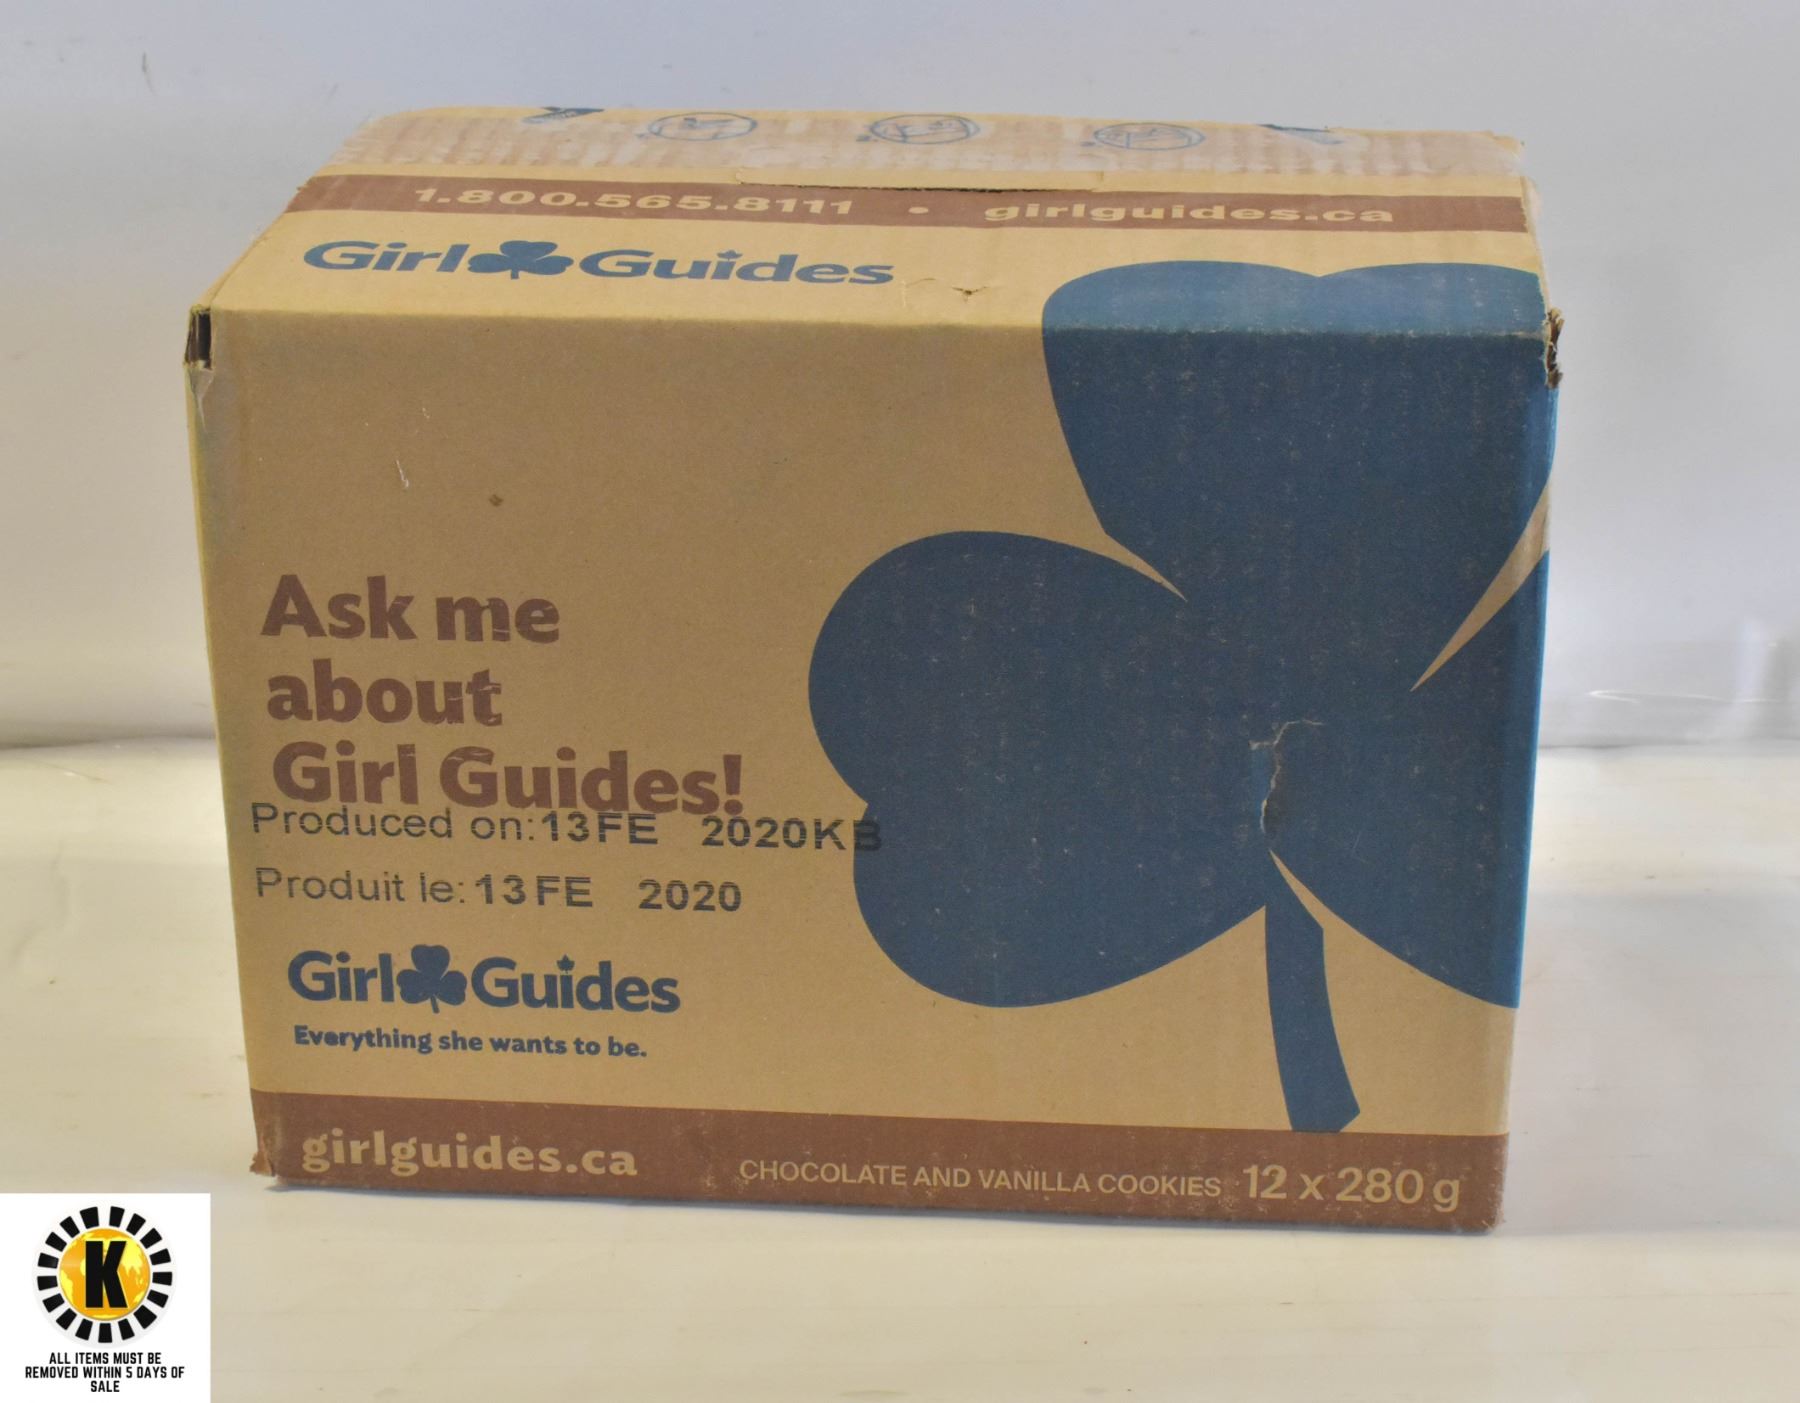 1.800.565.8111 • girlguides.ca
Girl Guides
Ask me
about
Girl Guides!
Produced on:13FE 2020KB
Produit le:13FE 2020
Girl Guides
Everything she wants to be.
girlguides.ca
CHOCOLATE AND VANILLA COOKIES 12 x 280 g
K
ALL ITEMS MUST BE
REMOVED WITHIN 5 DAYS OF
SALE